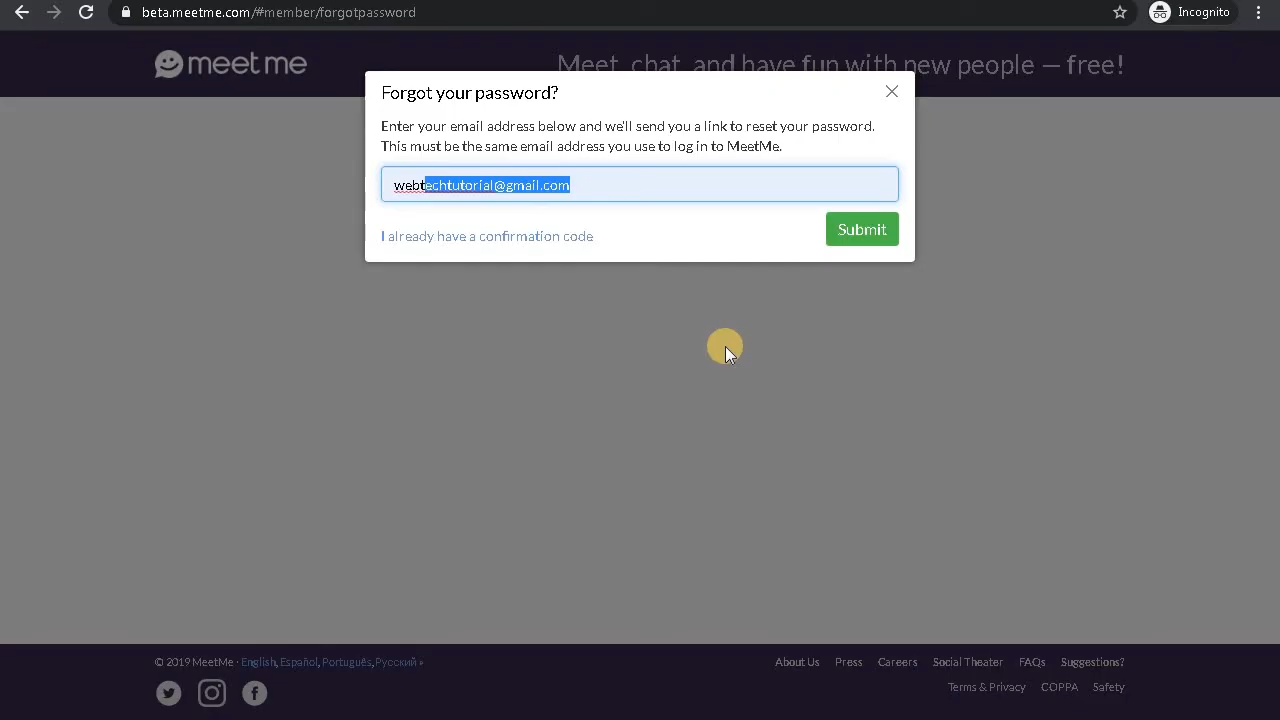 beta.meetme.com/#member/forgotpassword
Incognito
meet me
Meet, chat, and have fun with new people — free!
Forgot your password?
Enter your email address below and we'll send you a link to reset your password.
This must be the same email address you use to log in to MeetMe.
webtechtutorial@gmail.com
I already have a confirmation code
Submit
© 2019 MeetMe · English, Español, Português, Русский »
About Us Press Careers Social Theater FAQs Suggestions?
Terms & Privacy COPPA Safety